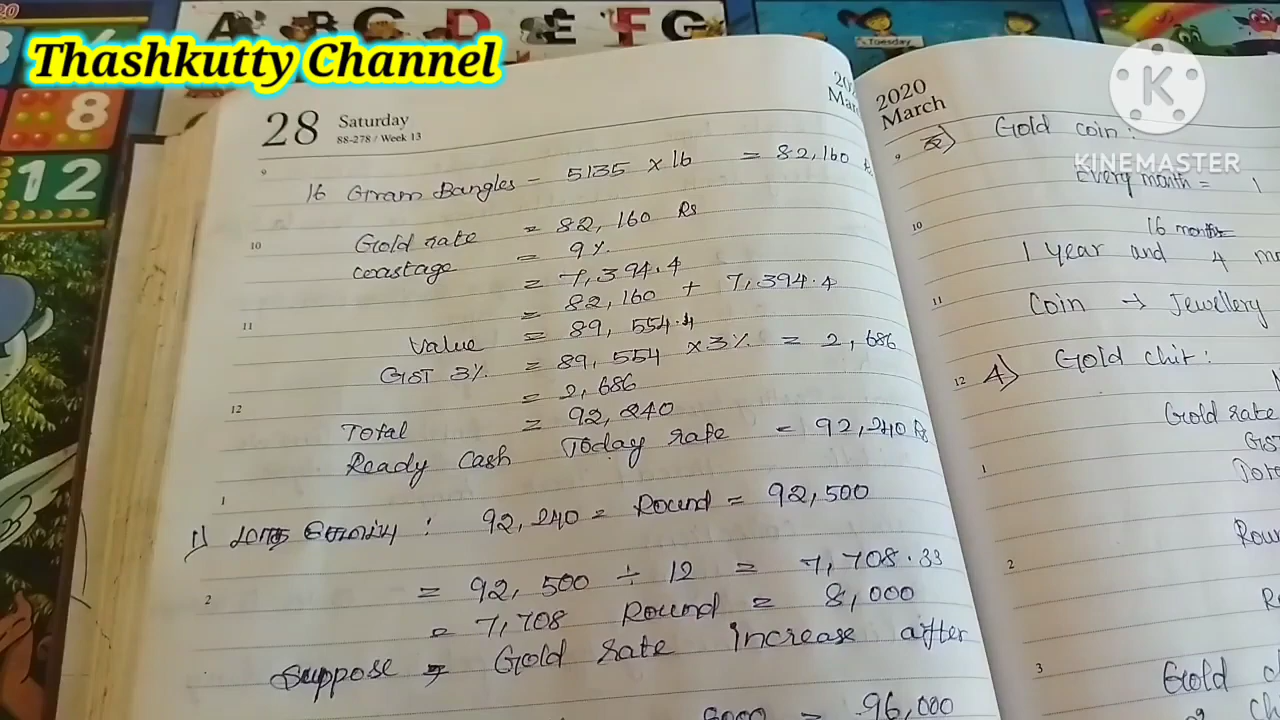 Thashkutty Channel
A B C D E F G
Tuesday
8
12
28 Saturday
88-278 / Week 13
16 Gram Bangles - 5135 x 16 = 82,160
Gold rate = 82,160 Rs
coastage = 9%
= 7,394.4
= 82,160 + 7,394.4
Value = 89,554.4
GST 3% = 89,554 x 3% = 2,686
= 2,686
Total = 92,240
Ready cash Today rate = 92,240 Rs
1) மாத சேமிப்பு : 92,240 = Round = 92,500
= 92,500 ÷ 12 = 7,708.33
= 7,708 Round = 8,000
Suppose = Gold rate increase after
8000 = 96,000
2020
March
Gold coin :
Every month = 1
16 months
1 year and 4
Coin → Jewellery
4) Gold chit :
Gold rate
GST
Gold
K
KINEMASTER